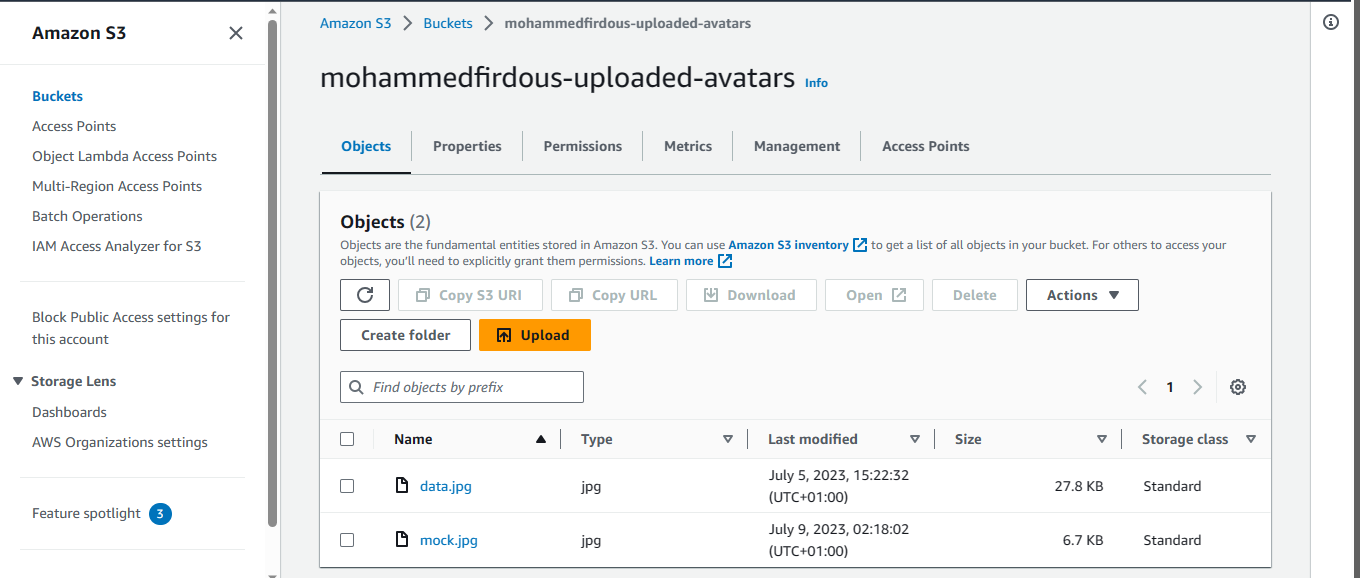 Amazon S3
Buckets
Access Points
Object Lambda Access Points
Multi-Region Access Points
Batch Operations
IAM Access Analyzer for S3
Block Public Access settings for
this account
Storage Lens
Dashboards
AWS Organizations settings
Feature spotlight 3
Amazon S3 Buckets mohammedfirdous-uploaded-avatars
mohammedfirdous-uploaded-avatars Info
Objects Properties Permissions Metrics Management Access Points
Objects (2)
Objects are the fundamental entities stored in Amazon S3. You can use Amazon S3 inventory to get a list of all objects in your bucket. For others to access your
objects, you'll need to explicitly grant them permissions. Learn more
Copy S3 URI Copy URL Download Open Delete Actions
Create folder Upload
Find objects by prefix 1
Name Type Last modified Size Storage class
data.jpg jpg July 5, 2023, 15:22:32 27.8 KB Standard
(UTC+01:00)
mock.jpg jpg July 9, 2023, 02:18:02 6.7 KB Standard
(UTC+01:00)